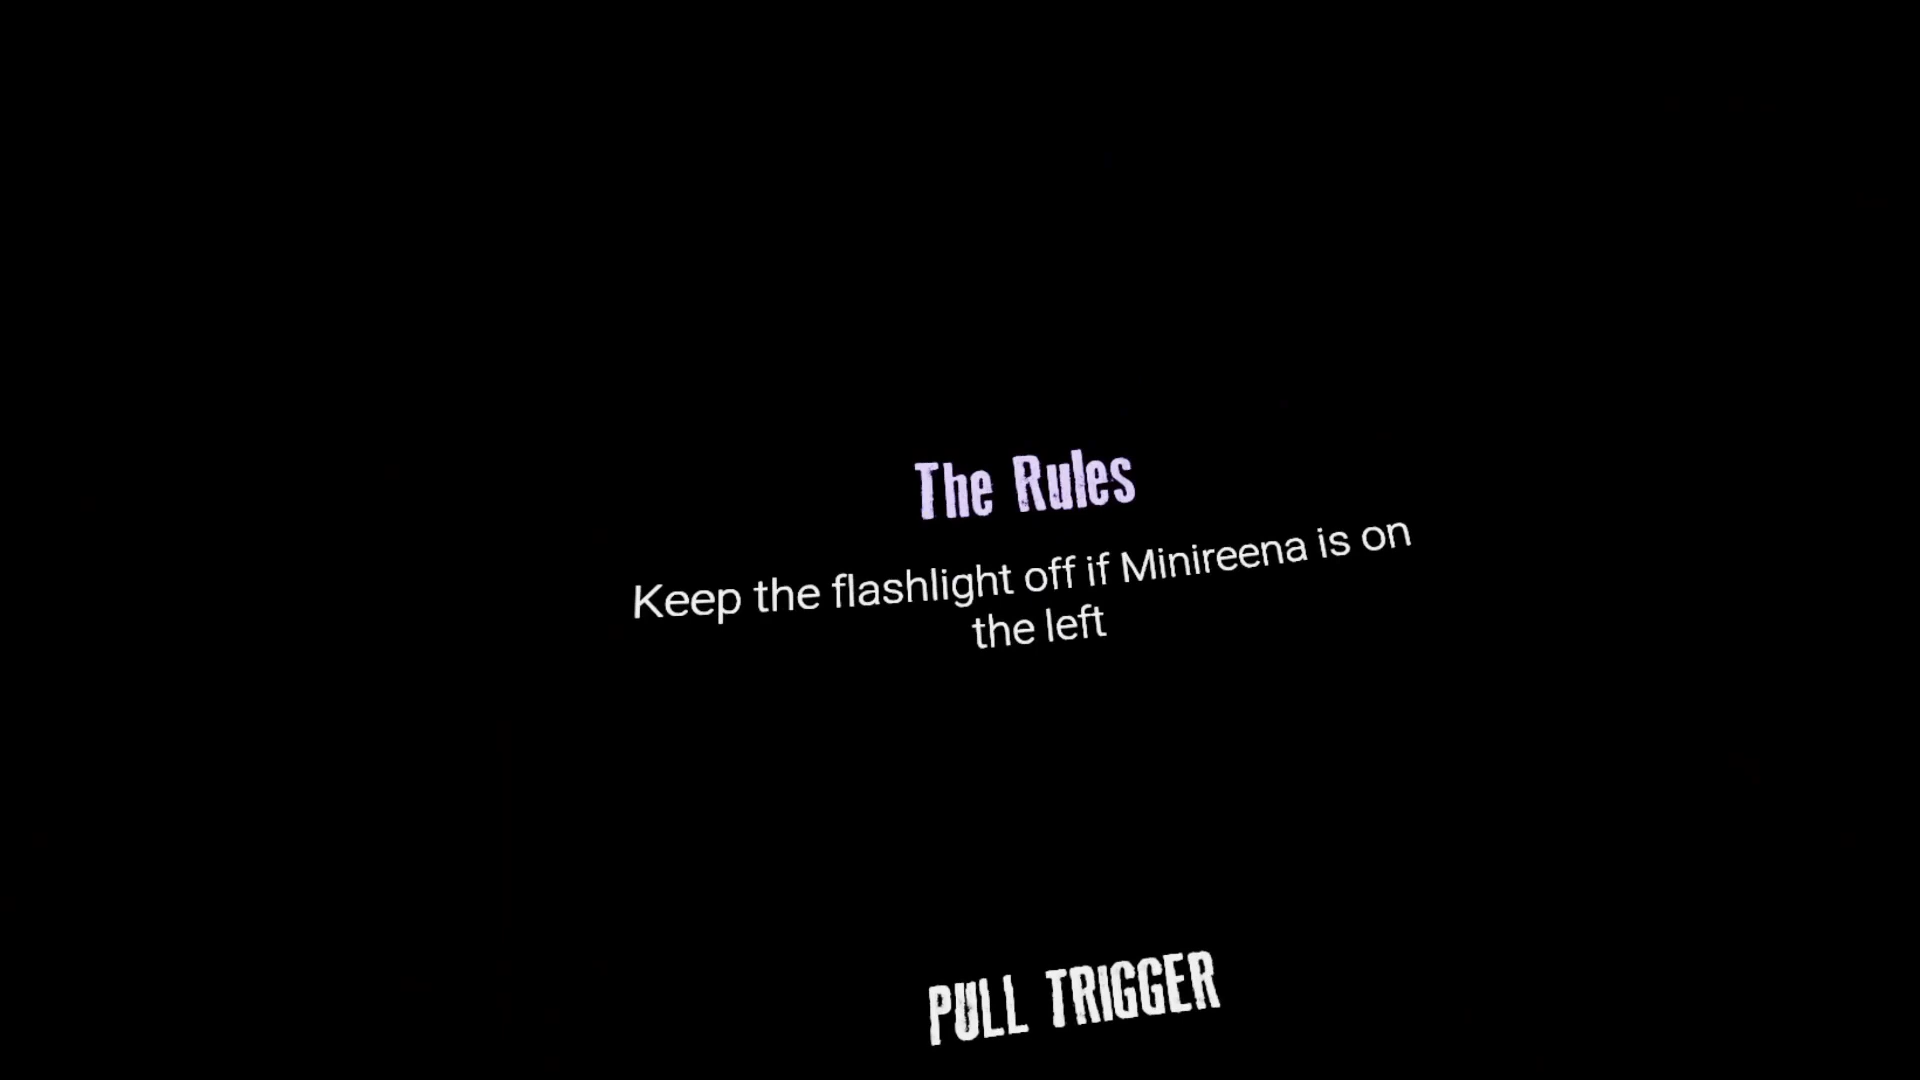 The Rules
Keep the flashlight off if Minireena is on
the left
PULL TRIGGER